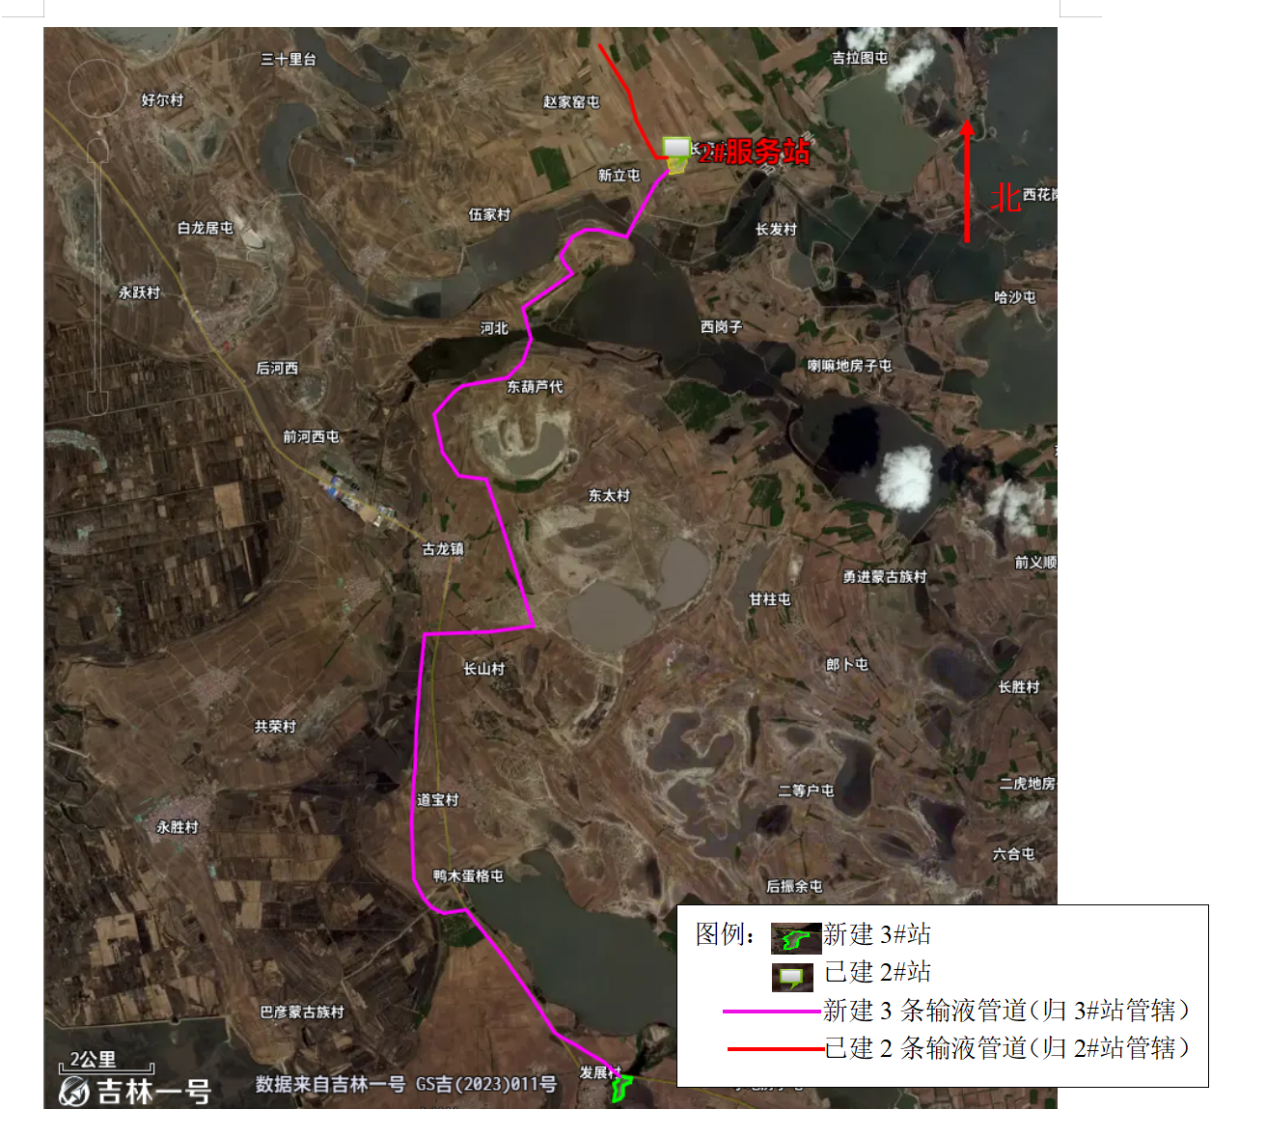 三十里台
吉拉图屯
好尔村
赵家窑屯
2#服务站
新立屯
北
西花岗
伍家村
白龙居屯
长发村
永跃村
哈沙屯
河北
西岗子
后河西
喇嘛地房子屯
东葫芦代
前河西屯
东太村
古龙镇
前义顺
勇进蒙古族村
甘柱屯
长山村
郎卜屯
长胜村
共荣村
二虎地房
道宝村
二等户屯
永胜村
六合屯
鸭木蛋格屯
后振余屯
图例：
新建 3#站
已建 2#站
新建 3 条输液管道（归 3#站管辖）
已建 2 条输液管道（归 2#站管辖）
巴彦蒙古族村
2公里
发展村
吉林一号
数据来自吉林一号 GS吉(2023)011号